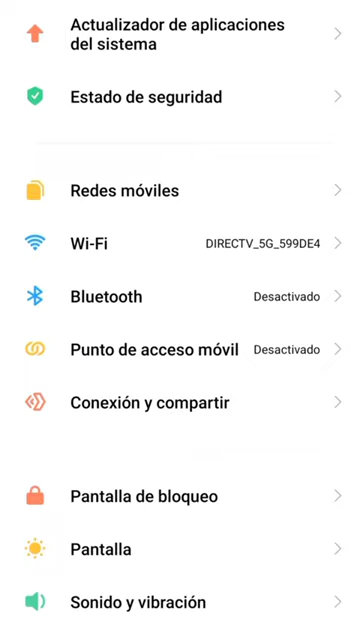 Actualizador de aplicaciones
del sistema
Estado de seguridad
Redes móviles
Wi-Fi DIRECTV_5G_599DE4
Bluetooth Desactivado
Punto de acceso móvil Desactivado
Conexión y compartir
Pantalla de bloqueo
Pantalla
Sonido y vibración